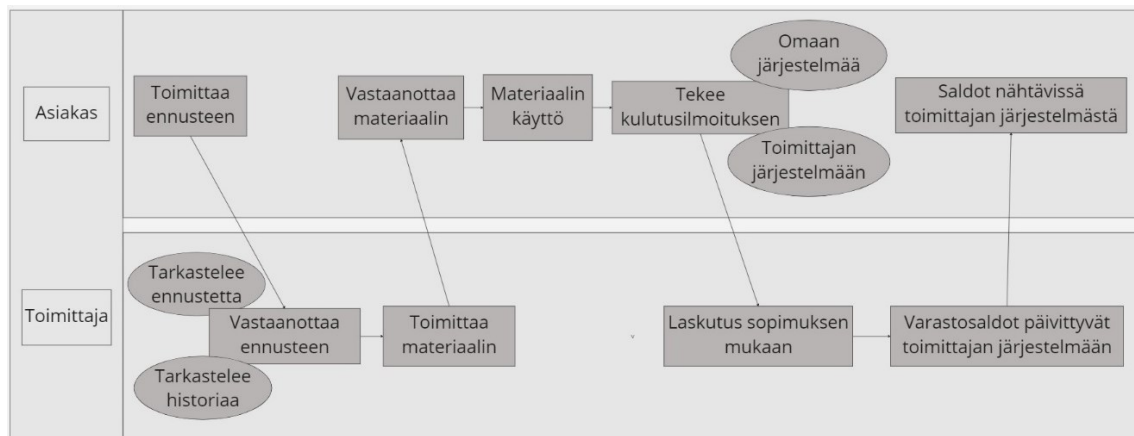 Asiakas
Toimittaa
ennusteen
Vastaanottaa
materiaalin
Materiaalin
käyttö
Tekee
kulutusilmoituksen
Omaan
järjestelmää
Toimittajan
järjestelmään
Saldot nähtävissä
toimittajan järjestelmästä
Toimittaja
Tarkastelee
ennustetta
Vastaanottaa
ennusteen
Tarkastelee
historiaa
Toimittaa
materiaalin
v
Laskutus sopimuksen
mukaan
Varastosaldot päivittyvät
toimittajan järjestelmään